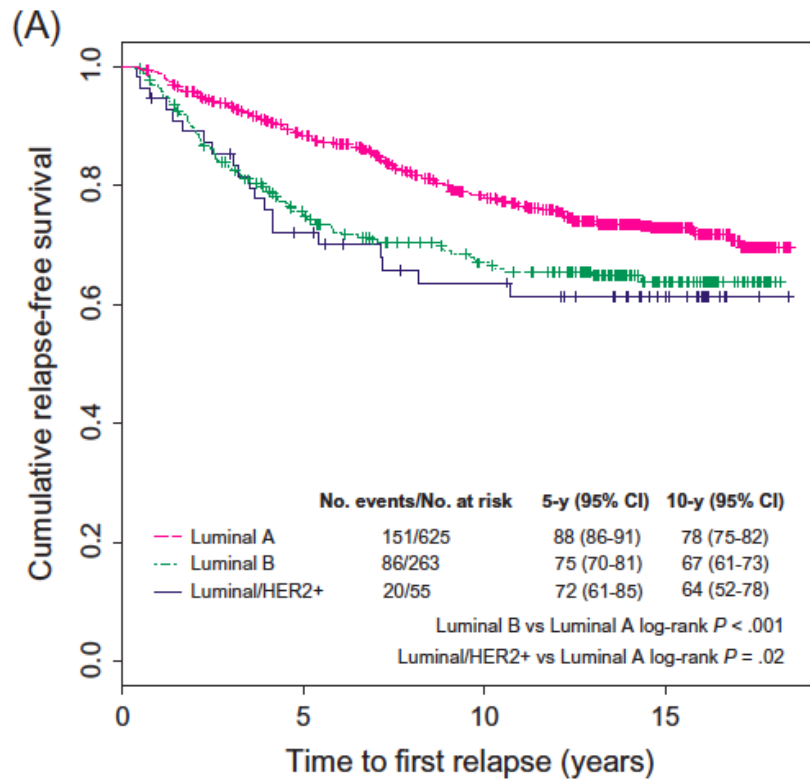 (A)
Cumulative relapse-free survival
1.0
0.8
0.6
0.4
0.2
0.0
No. events/No. at risk 5-y (95% CI) 10-y (95% CI)
Luminal A 151/625 88 (86-91) 78 (75-82)
Luminal B 86/263 75 (70-81) 67 (61-73)
Luminal/HER2+ 20/55 72 (61-85) 64 (52-78)
Luminal B vs Luminal A log-rank P < .001
Luminal/HER2+ vs Luminal A log-rank P = .02
0 5 10 15
Time to first relapse (years)